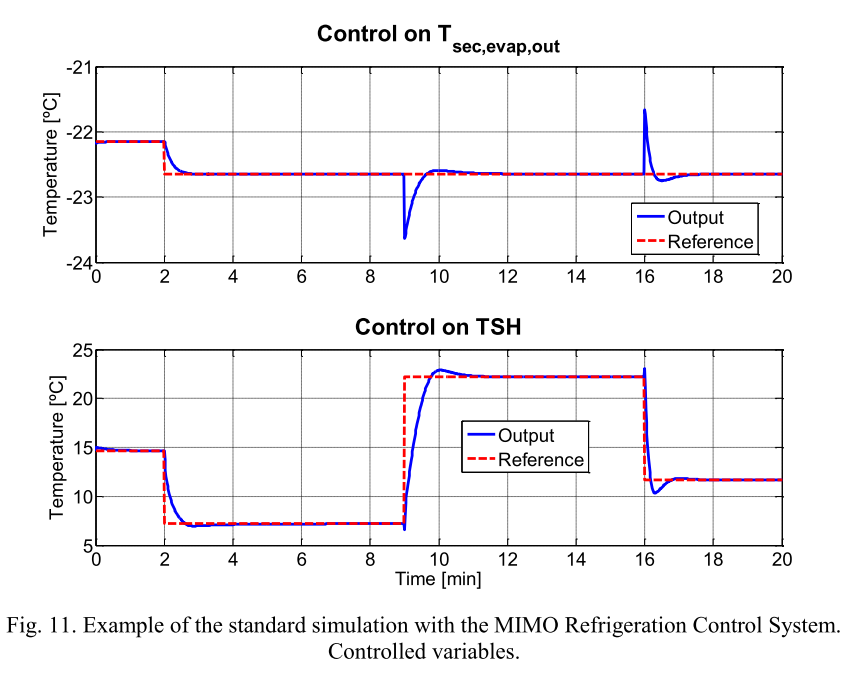 Control on T_sec,evap,out
Temperature [ºC]
-21
-22
-23
-24
0 2 4 6 8 10 12 14 16 18 20
Output
Reference
Control on TSH
Temperature [ºC]
25
20
15
10
5
0 2 4 6 8 10 12 14 16 18 20
Output
Reference
Time [min]
Fig. 11. Example of the standard simulation with the MIMO Refrigeration Control System.
Controlled variables.